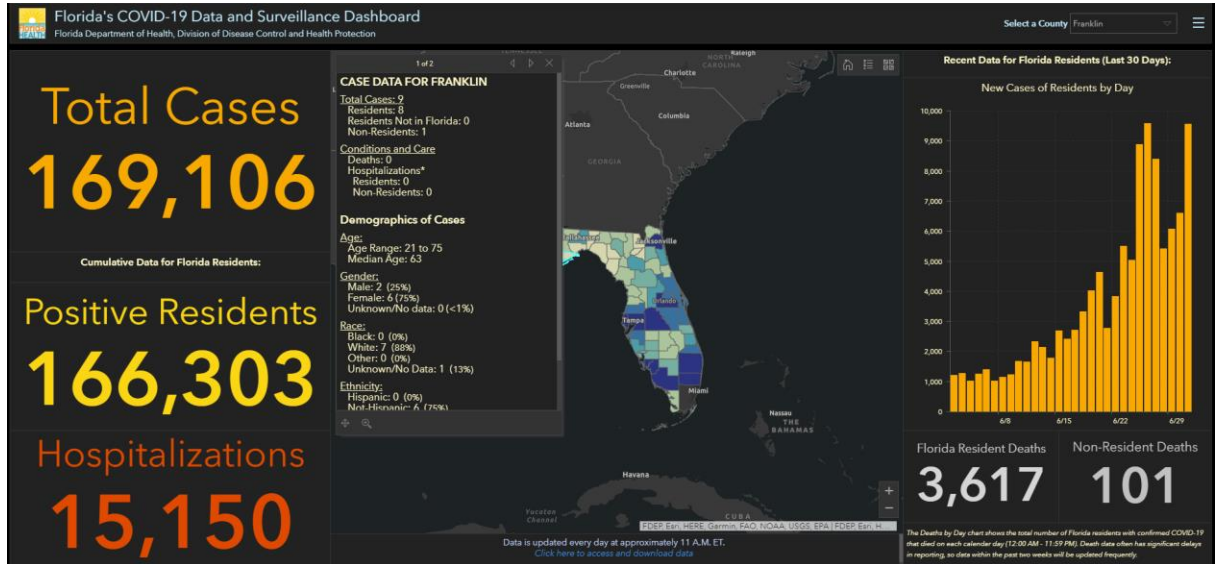 Florida's COVID-19 Data and Surveillance Dashboard
Florida Department of Health, Division of Disease Control and Health Protection
Select a County Franklin
Total Cases
169,106
Cumulative Data for Florida Residents:
Positive Residents
166,303
Hospitalizations
15,150
1 of 2
CASE DATA FOR FRANKLIN
Total Cases: 9
Residents: 8
Residents Not in Florida: 0
Non-Residents: 1
Conditions and Care
Deaths: 0
Hospitalizations*
Residents: 0
Non-Residents: 0
Demographics of Cases
Age:
Age Range: 21 to 75
Median Age: 63
Gender:
Male: 2 (25%)
Female: 6 (75%)
Unknown/No data: 0 (<1%)
Race:
Black: 0 (0%)
White: 7 (88%)
Other: 0 (0%)
Unknown/No Data: 1 (13%)
Ethnicity:
Hispanic: 0 (0%)
Not-Hispanic: 6 (75%)
NORTH
CAROLINA
Raleigh
Charlotte
Greenville
Columbia
Atlanta
GEORGIA
Jacksonville
Orlando
Tampa
Miami
Nassau
THE
BAHAMAS
Havana
Yucatan
Channel
CUBA
FDEP, Esri, HERE, Garmin, FAO, NOAA, USGS, EPA | FDEP, Esri, H...
Data is updated every day at approximately 11 A.M. ET.
Click here to access and download data
Recent Data for Florida Residents (Last 30 Days):
New Cases of Residents by Day
10,000
9,000
8,000
7,000
6,000
5,000
4,000
3,000
2,000
1,000
0
6/8 6/15 6/22 6/29
Florida Resident Deaths
3,617
Non-Resident Deaths
101
The Deaths by Day chart shows the total number of Florida residents with confirmed COVID-19
that died on each calendar day (12:00 AM - 11:59 PM). Death data often has significant delays
in reporting, so data within the past two weeks will be updated frequently.